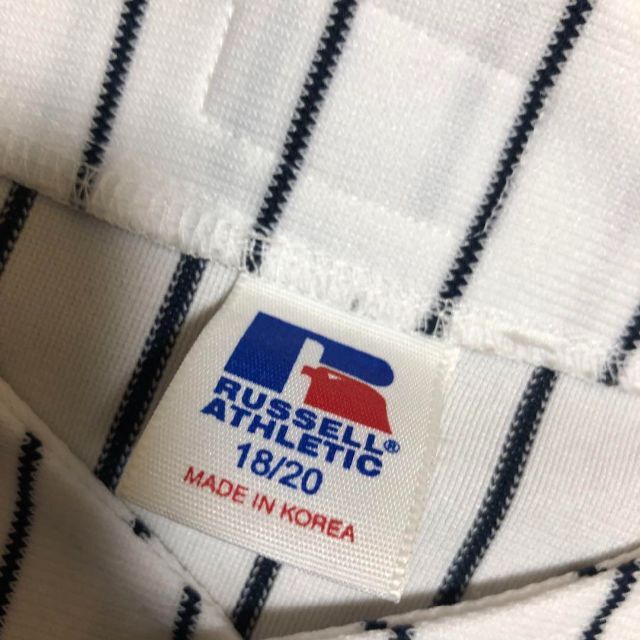 RUSSELL®
ATHLETIC
18/20
MADE IN KOREA